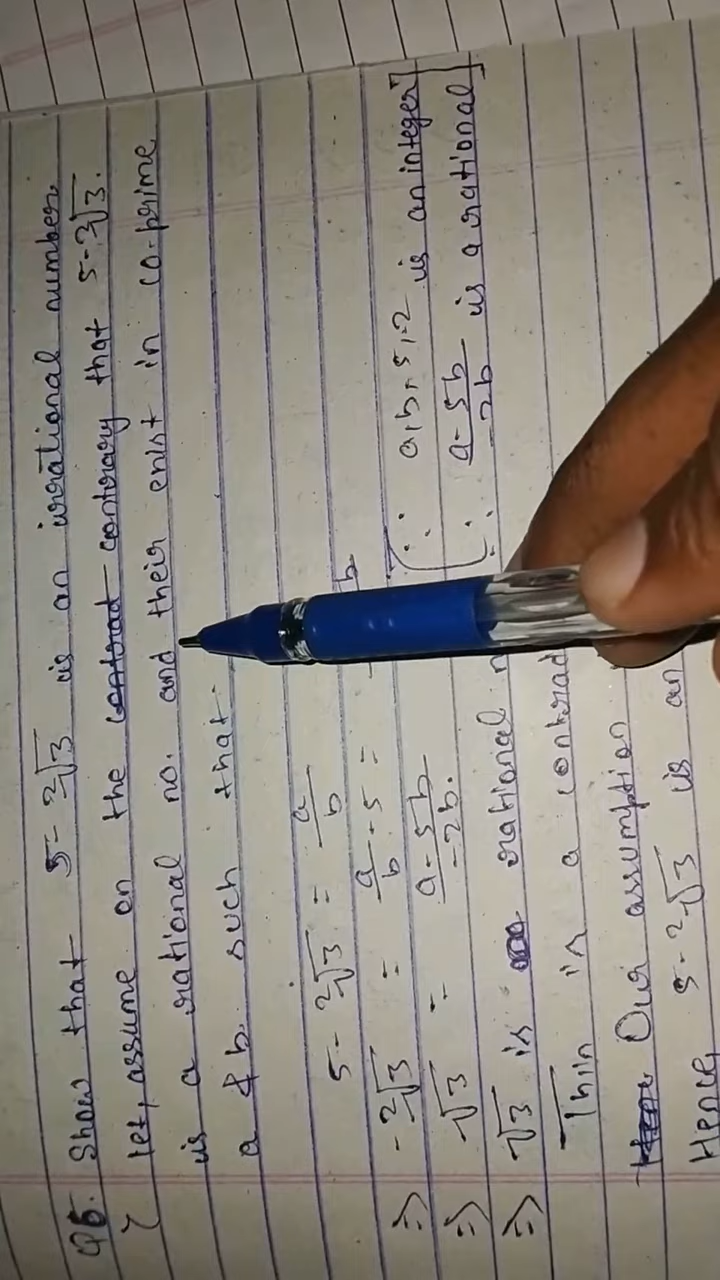 Q5. Show that 5-2√3 is an irrational number.
let, assume on the contrary that 5-2√3.
is a rational no. and their exist in co-prime
a & b. such that
5-2√3 = a/b
⇒ -2√3 = a/b - 5 = b
⇒ √3 = a-5b/-2b. [∵ a,b,5,2 is an integer]
⇒ √3 is rational [∵ a-5b/-2b is a rational]
This is a
Our assumption
Hence 5-2√3 is an